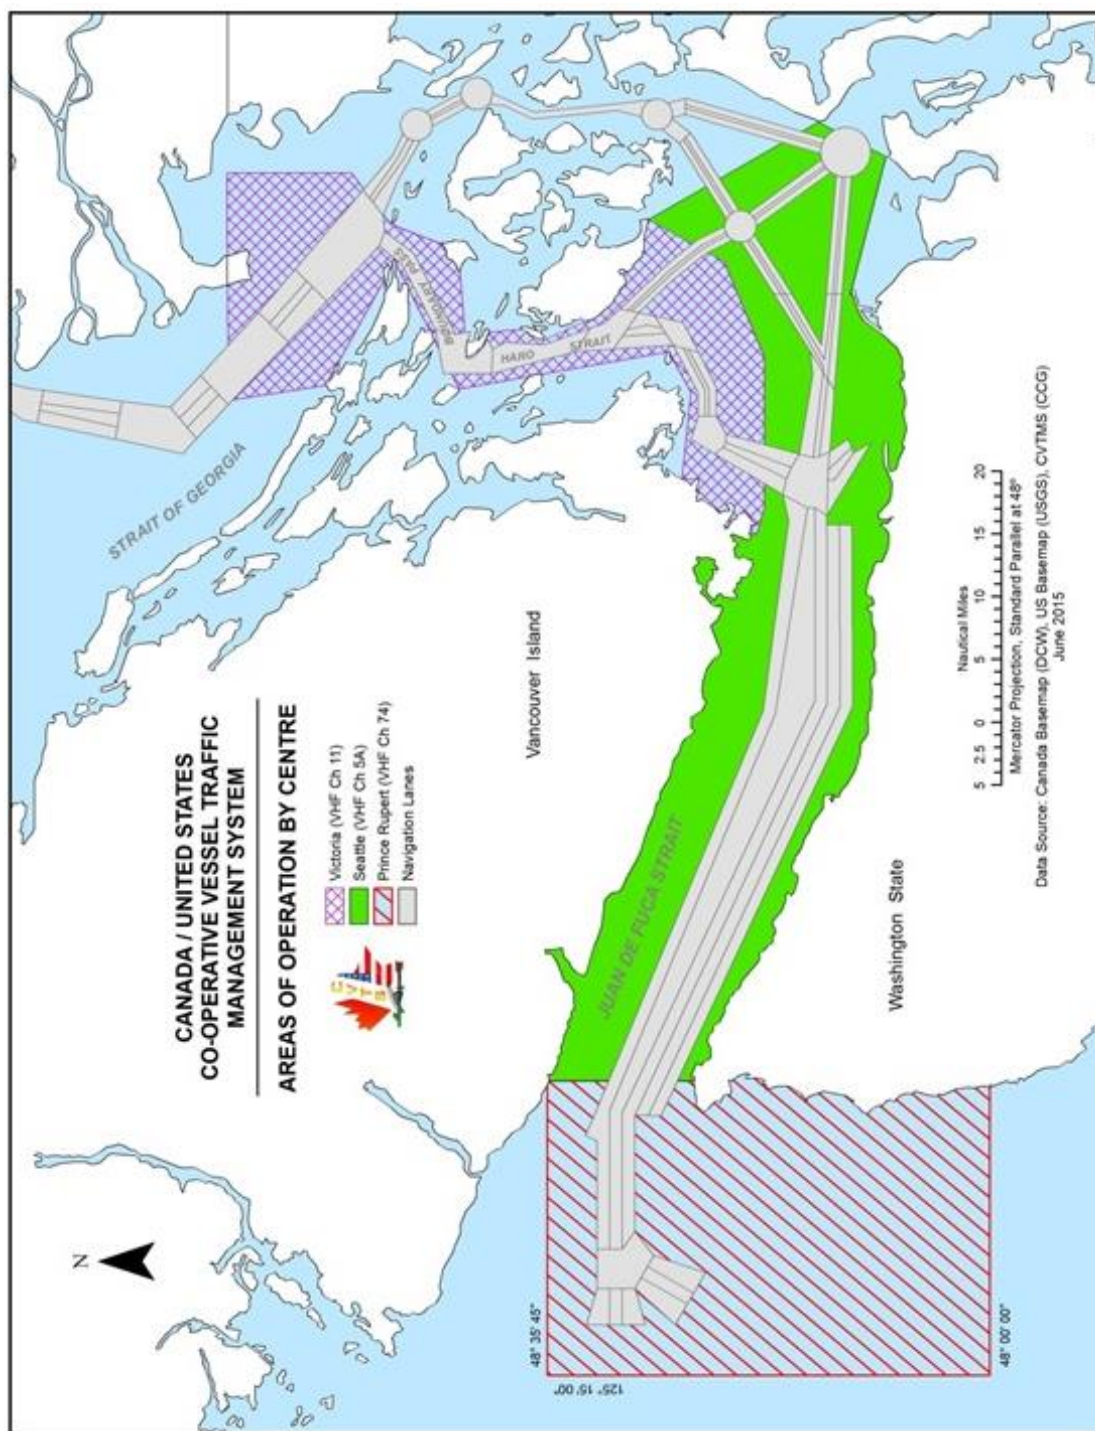 CANADA / UNITED STATES
CO-OPERATIVE VESSEL TRAFFIC
MANAGEMENT SYSTEM
AREAS OF OPERATION BY CENTRE
C
V
T
S
Victoria (VHF Ch 11)
Seattle (VHF Ch 5A)
Prince Rupert (VHF Ch 74)
Navigation Lanes
N
STRAIT OF GEORGIA
BOUNDARY PASS
HARO STRAIT
Vancouver Island
JUAN DE FUCA STRAIT
Washington State
48° 35' 45"
125° 15' 00"
48° 00' 00"
Nautical Miles
5 2.5 0 5 10 15 20
Mercator Projection, Standard Parallel at 48°
Data Source: Canada Basemap (DCW), US Basemap (USGS), CVTMS (CCG)
June 2015